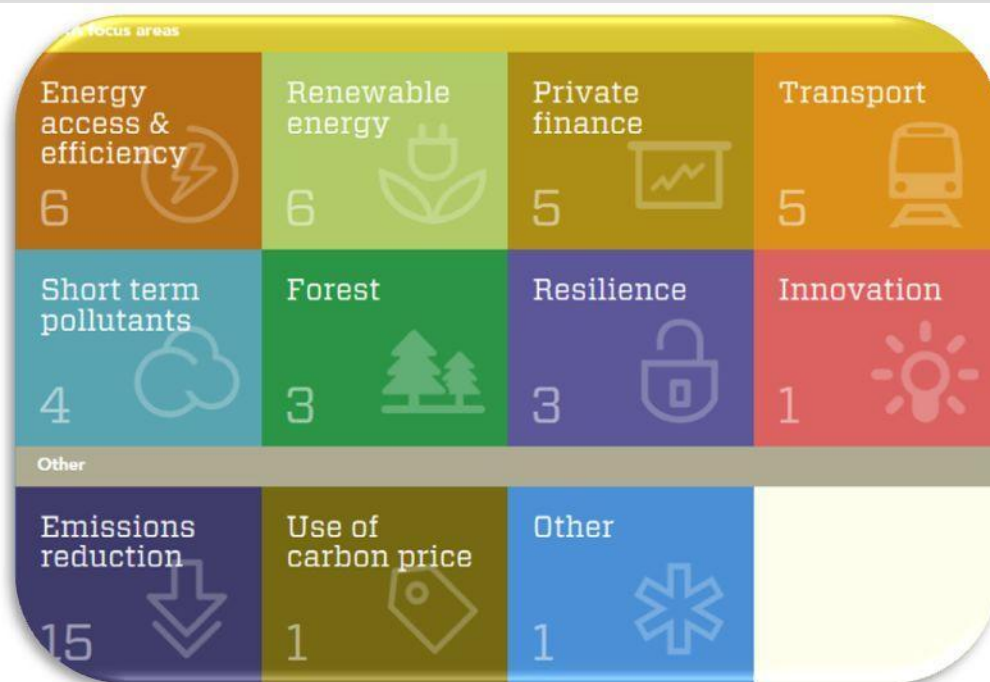 focus areas
Energy
access &
efficiency
6
Renewable
energy
6
Private
finance
5
Transport
5
Short term
pollutants
4
Forest
3
Resilience
3
Innovation
1
Other
Emissions
reduction
15
Use of
carbon price
1
Other
1